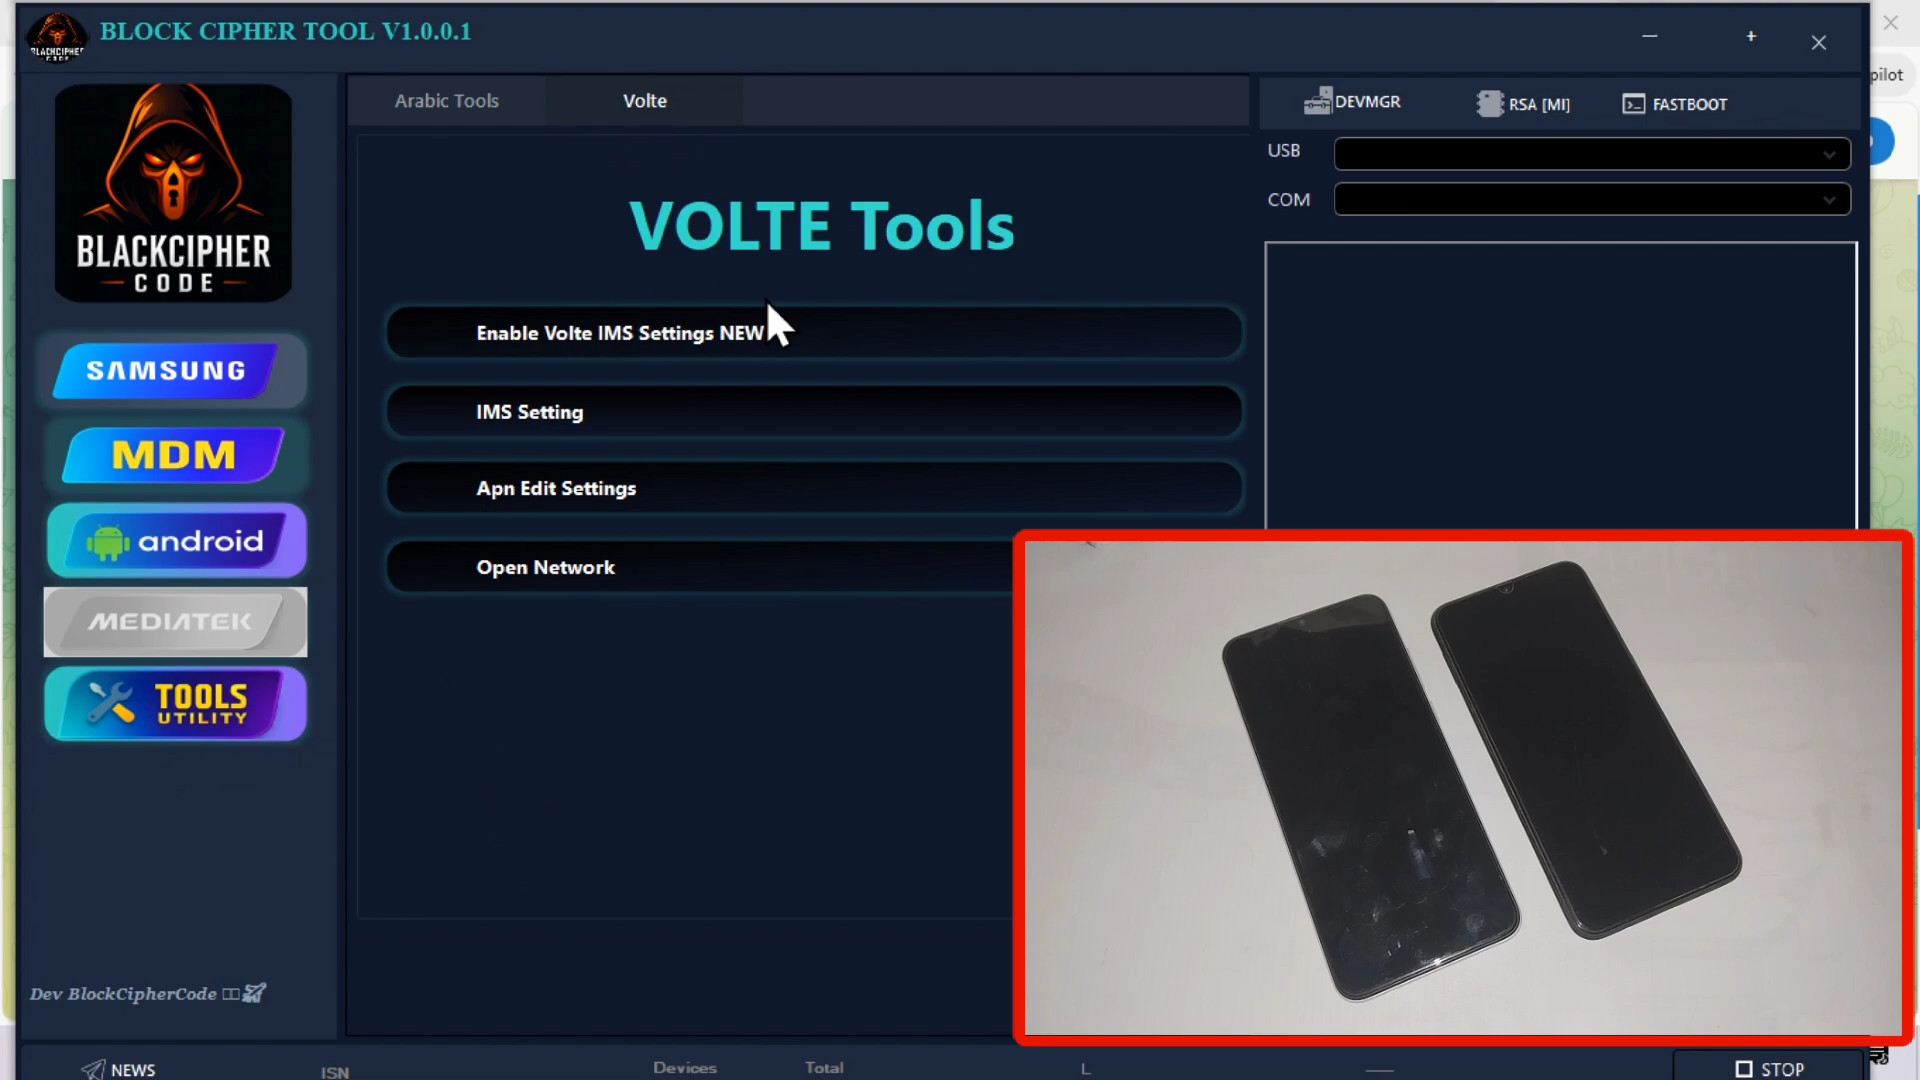 BLOCK CIPHER TOOL V1.0.0.1
BLACKCIPHER
CODE
SAMSUNG
MDM
android
MEDIATEK
TOOLS
UTILITY
Dev BlockCipherCode
Arabic Tools
Volte
VOLTE Tools
Enable Volte IMS Settings NEW
IMS Setting
Apn Edit Settings
Open Network
DEVMGR
RSA [MI]
FASTBOOT
USB
COM
pilot
NEWS
ISN
Devices
Total
L
STOP